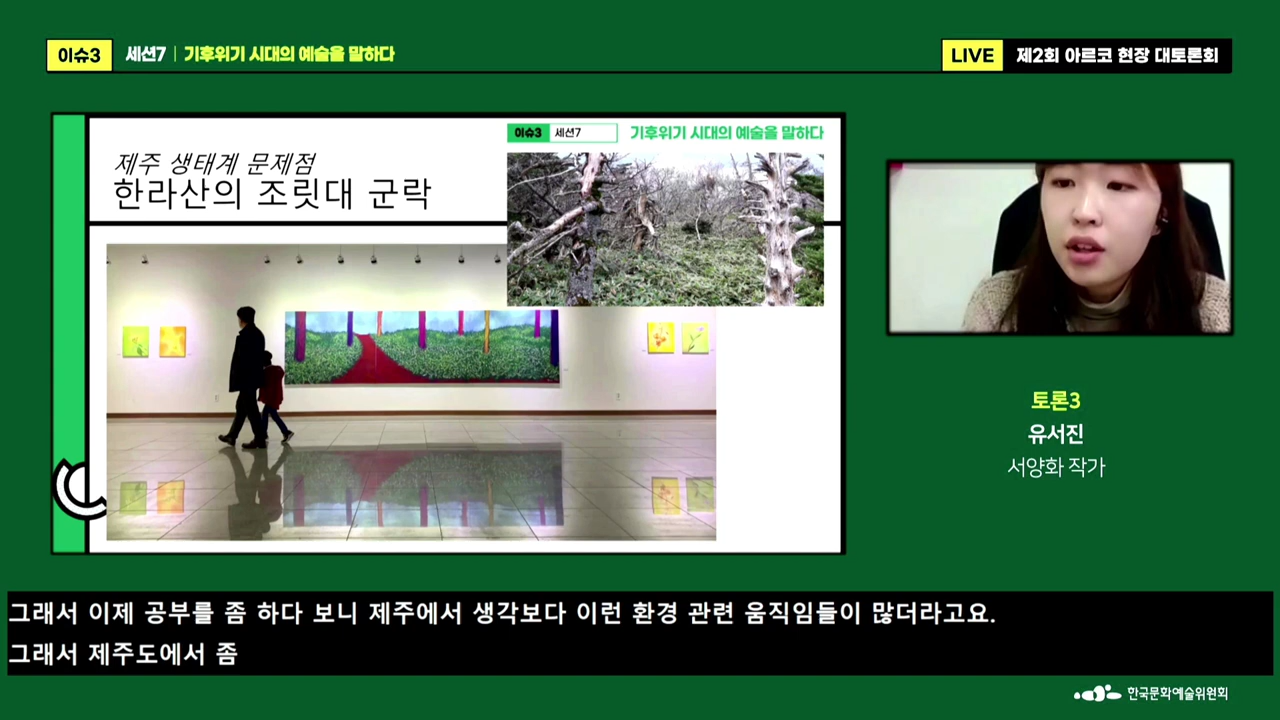 이슈3 세션7 | 기후위기 시대의 예술을 말하다
LIVE 제2회 아르코 현장 대토론회
이슈3 세션7 기후위기 시대의 예술을 말하다
제주 생태계 문제점
한라산의 조릿대 군락
토론3
유서진
서양화 작가
그래서 이제 공부를 좀 하다 보니 제주에서 생각보다 이런 환경 관련 움직임들이 많더라고요.
그래서 제주도에서 좀
한국문화예술위원회